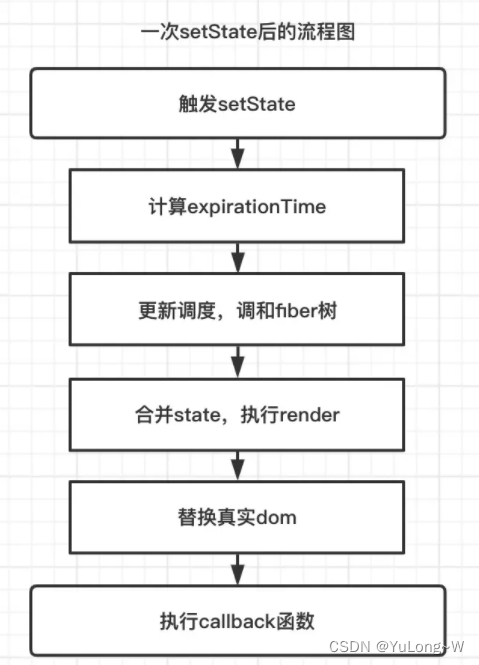 一次setState后的流程图
触发setState
计算expirationTime
更新调度，调和fiber树
合并state，执行render
替换真实dom
执行callback函数
CSDN @YuLong~W